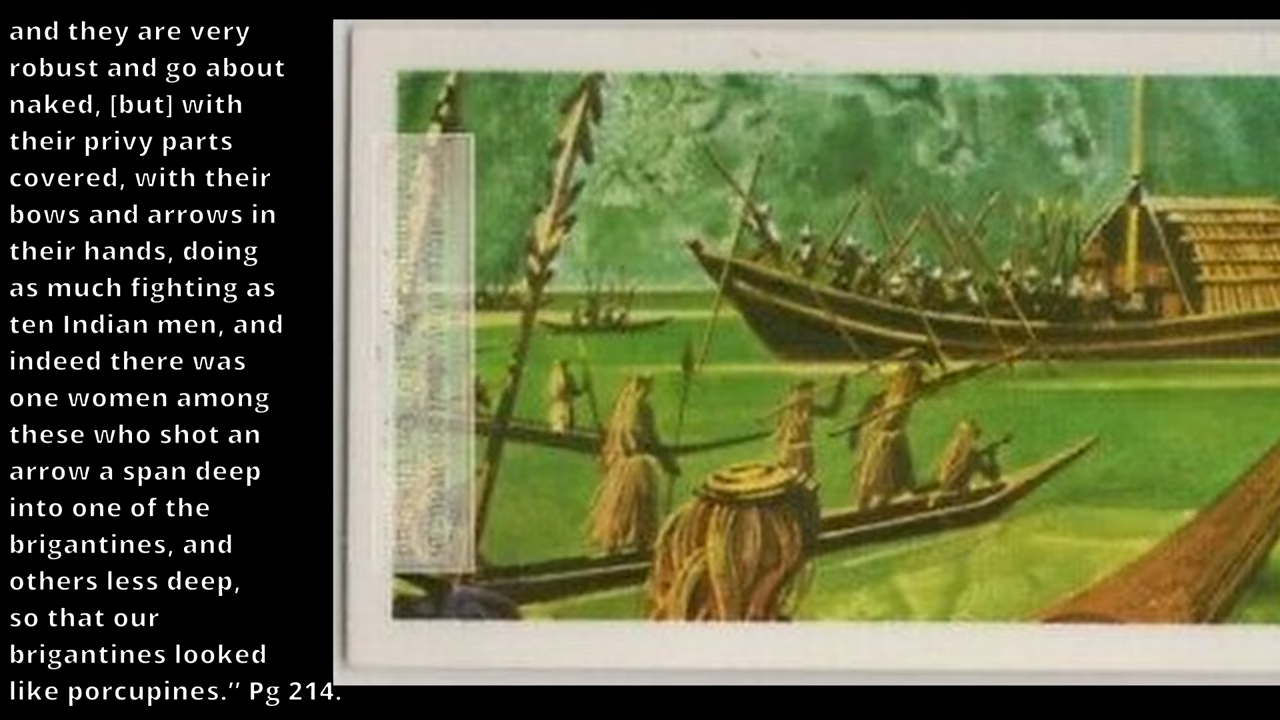 and they are very
robust and go about
naked, [but] with
their privy parts
covered, with their
bows and arrows in
their hands, doing
as much fighting as
ten Indian men, and
indeed there was
one women among
these who shot an
arrow a span deep
into one of the
brigantines, and
others less deep,
so that our
brigantines looked
like porcupines.’’ Pg 214.